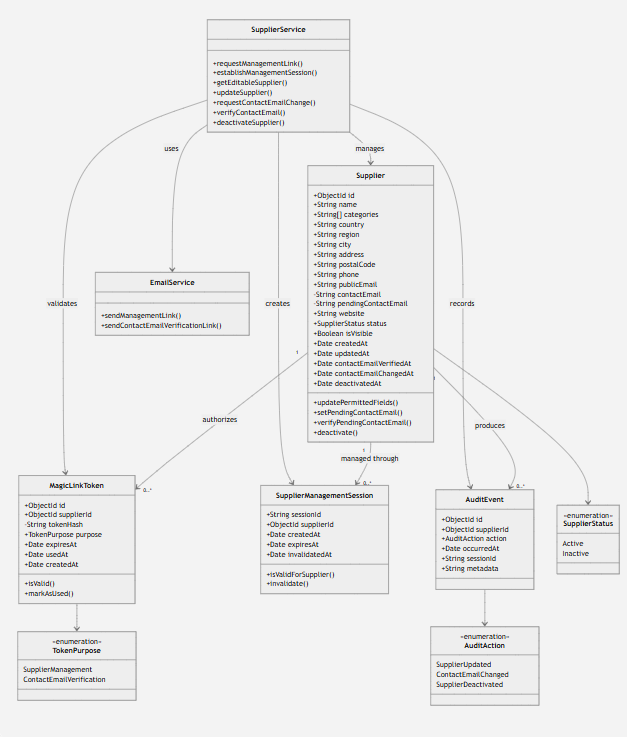 SupplierService
+requestManagementLink()
+establishManagementSession()
+getEditableSupplier()
+updateSupplier()
+requestContactEmailChange()
+verifyContactEmail()
+deactivateSupplier()
uses
manages
Supplier
+ObjectId id
+String name
+String[] categories
+String country
+String region
+String city
+String address
+String postalCode
+String phone
+String publicEmail
-String contactEmail
-String pendingContactEmail
+String website
+SupplierStatus status
+Boolean isVisible
+Date createdAt
+Date updatedAt
+Date contactEmailVerifiedAt
+Date contactEmailChangedAt
+Date deactivatedAt
+updatePermittedFields()
+setPendingContactEmail()
+verifyPendingContactEmail()
+deactivate()
EmailService
+sendManagementLink()
+sendContactEmailVerificationLink()
validates
creates
records
1
1
1
authorizes
produces
managed through
0..*
0..*
0..*
MagicLinkToken
+ObjectId id
+ObjectId supplierId
-String tokenHash
+TokenPurpose purpose
+Date expiresAt
+Date usedAt
+Date createdAt
+isValid()
+markAsUsed()
SupplierManagementSession
+String sessionId
+ObjectId supplierId
+Date createdAt
+Date expiresAt
+Date invalidatedAt
+isValidForSupplier()
+invalidate()
AuditEvent
+ObjectId id
+ObjectId supplierId
+AuditAction action
+Date occurredAt
+String sessionId
+String metadata
«enumeration»
SupplierStatus
Active
Inactive
«enumeration»
TokenPurpose
SupplierManagement
ContactEmailVerification
«enumeration»
AuditAction
SupplierUpdated
ContactEmailChanged
SupplierDeactivated